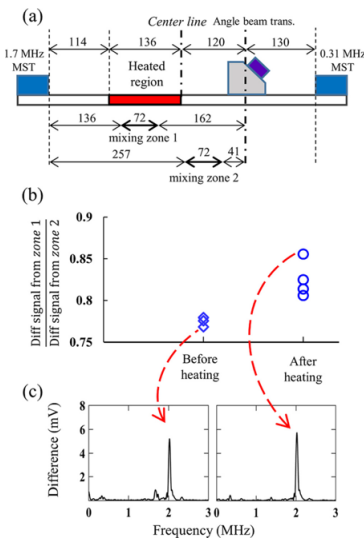 (a)
Center line Angle beam trans.
1.7 MHz
MST
114
136
120
130
0.31 MHz
MST
Heated
region
136
72
162
mixing zone 1
257
72
41
mixing zone 2
(b)
Diff signal from zone 1
Diff signal from zone 2
0.9
0.85
0.8
0.75
Before
heating
After
heating
(c)
Difference (mV)
8
6
4
2
0
1
2
3
0
1
2
3
Frequency (MHz)